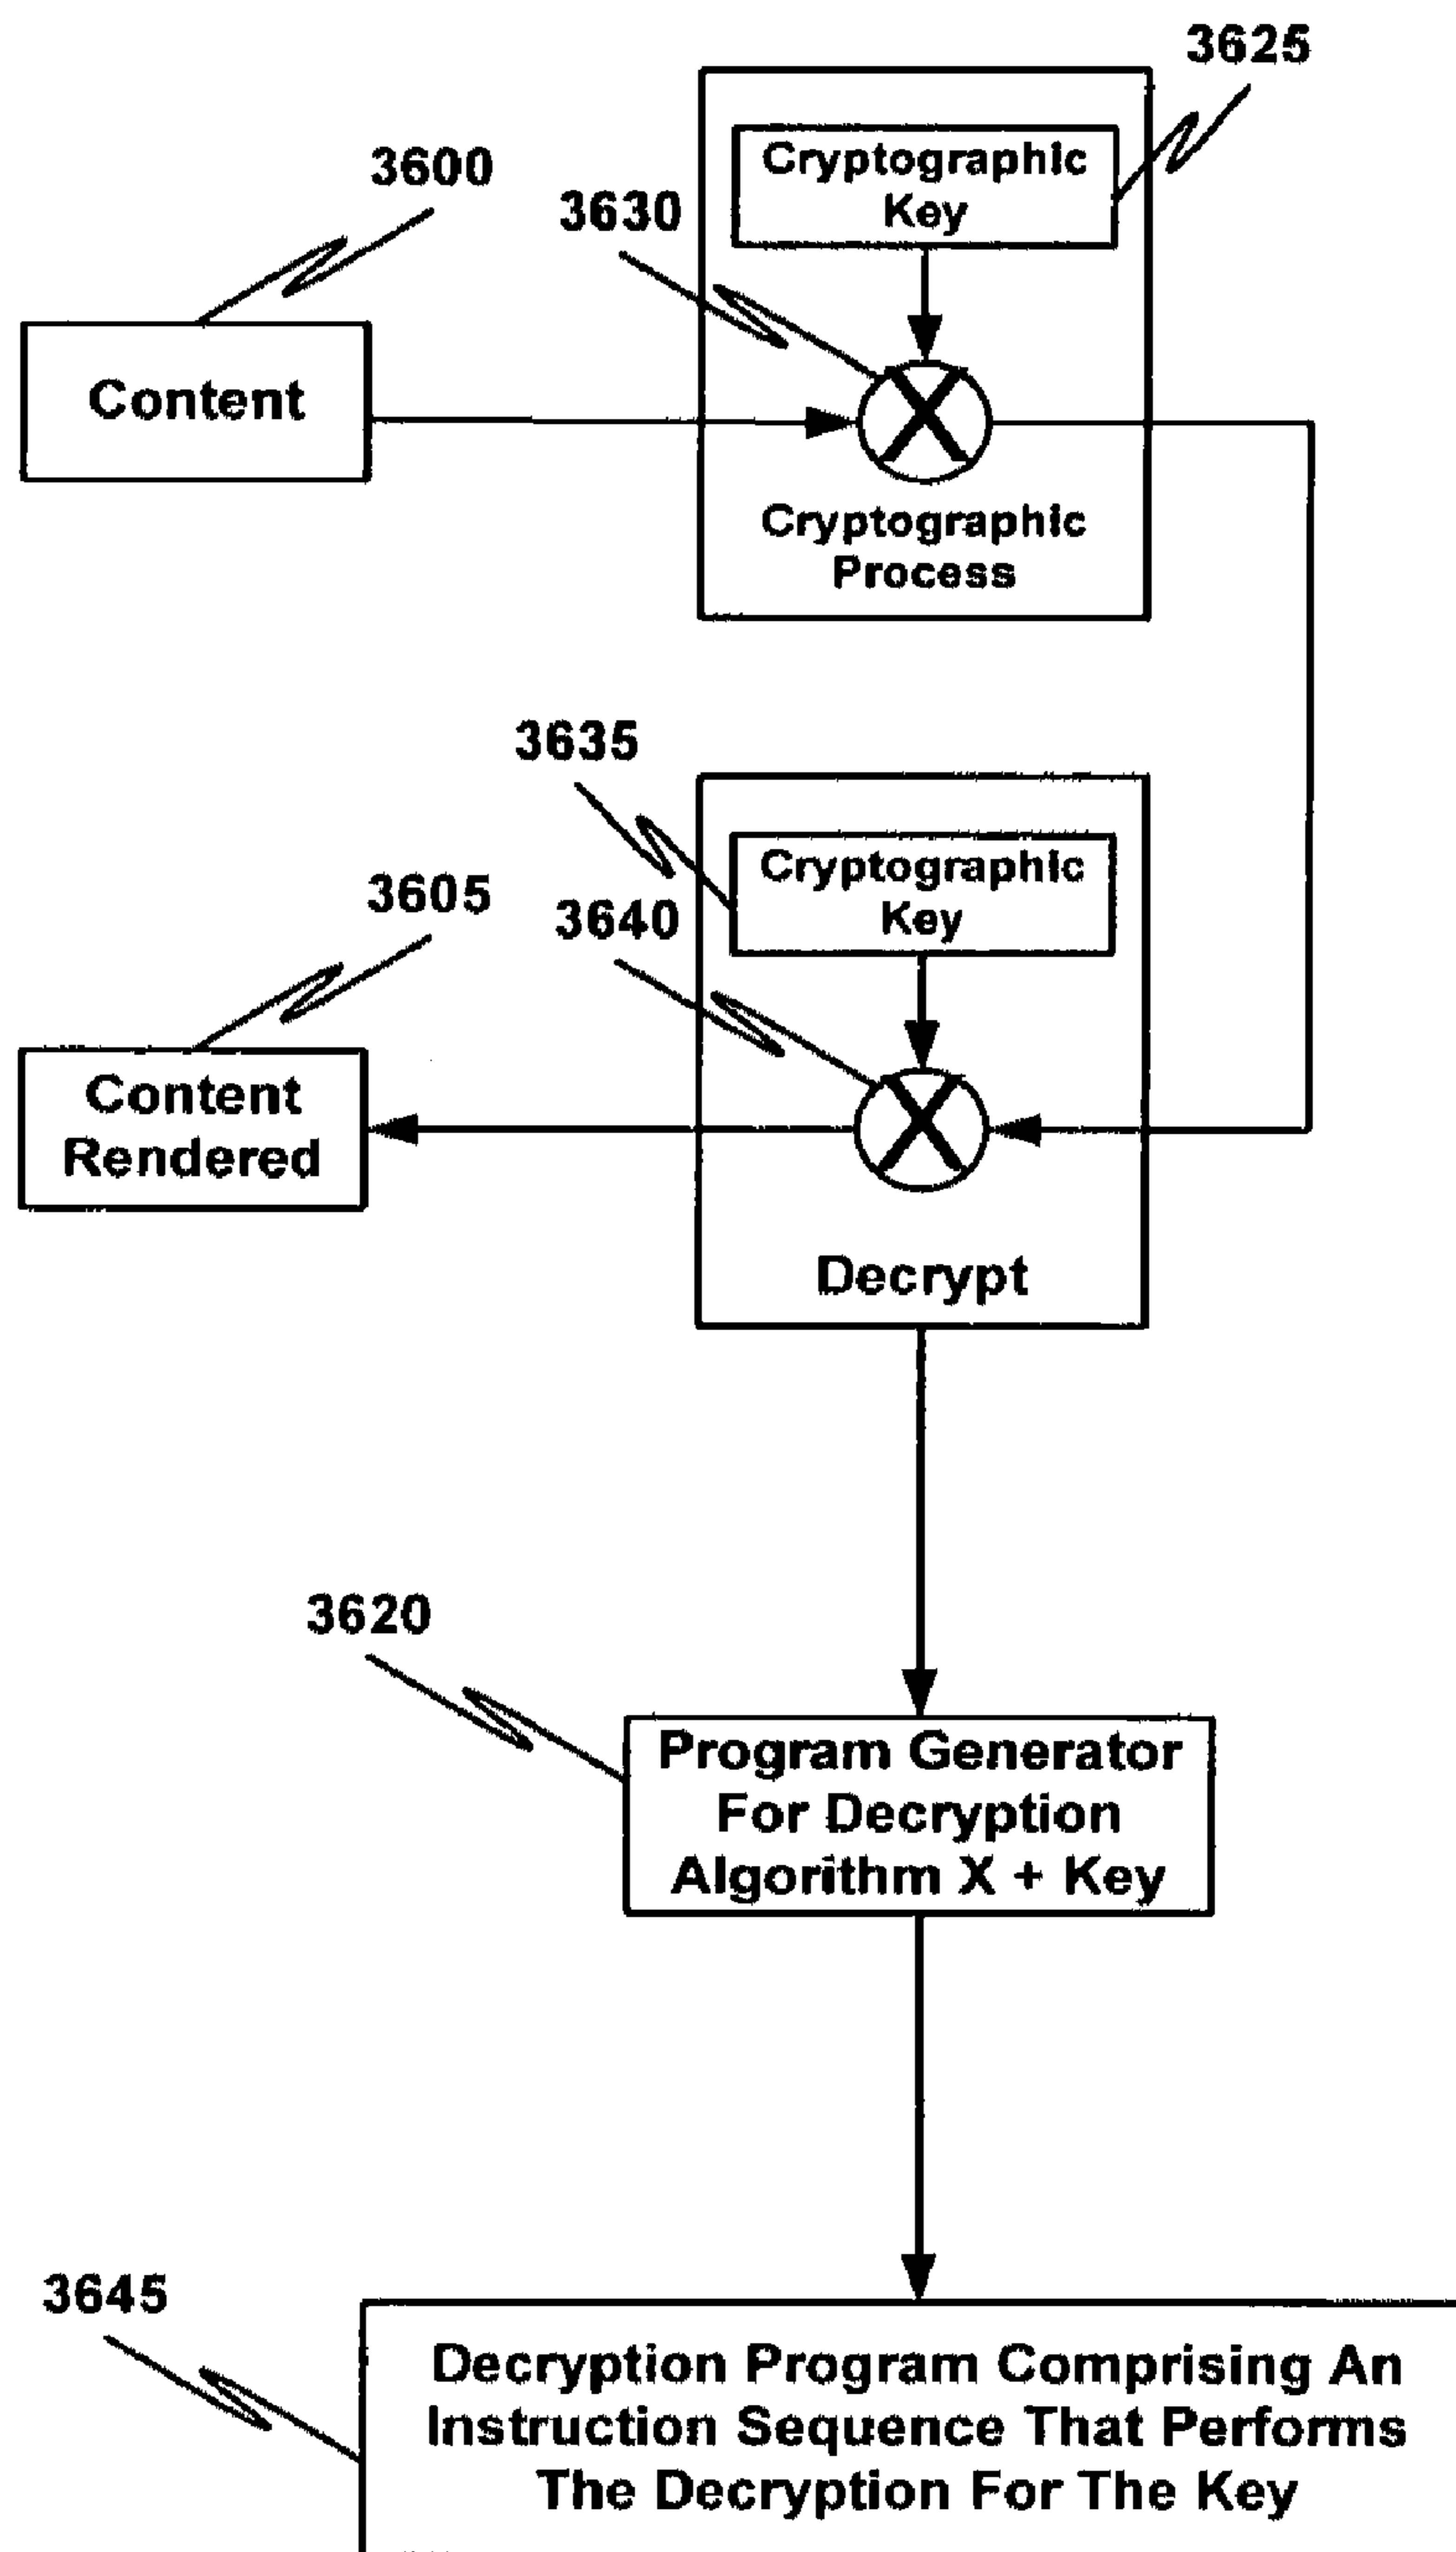 3625
3600
Cryptographic
Key
3630
Content
X
Cryptographic
Process
3635
Cryptographic
Key
3605
3640
Content
Rendered
X
Decrypt
3620
Program Generator
For Decryption
Algorithm X + Key
3645
Decryption Program Comprising An
Instruction Sequence That Performs
The Decryption For The Key